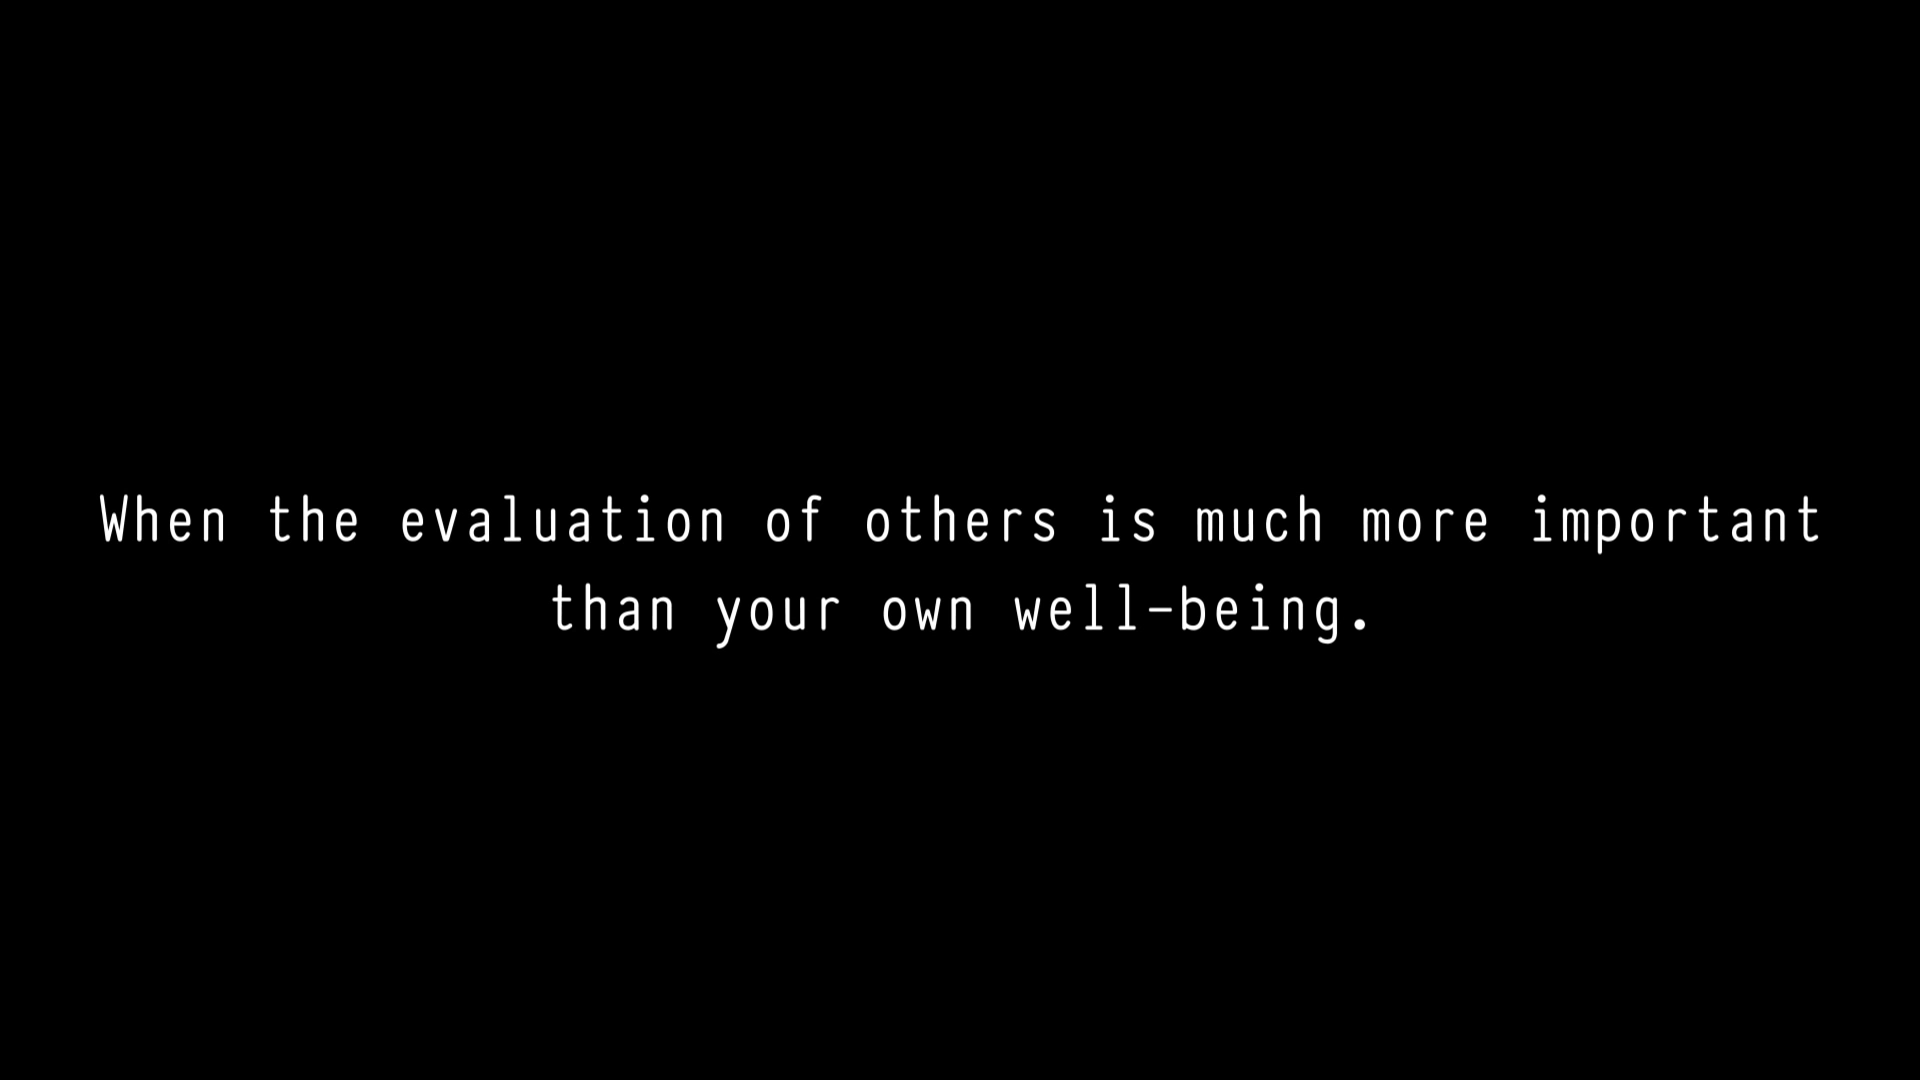 When the evaluation of others is much more important
than your own well-being.